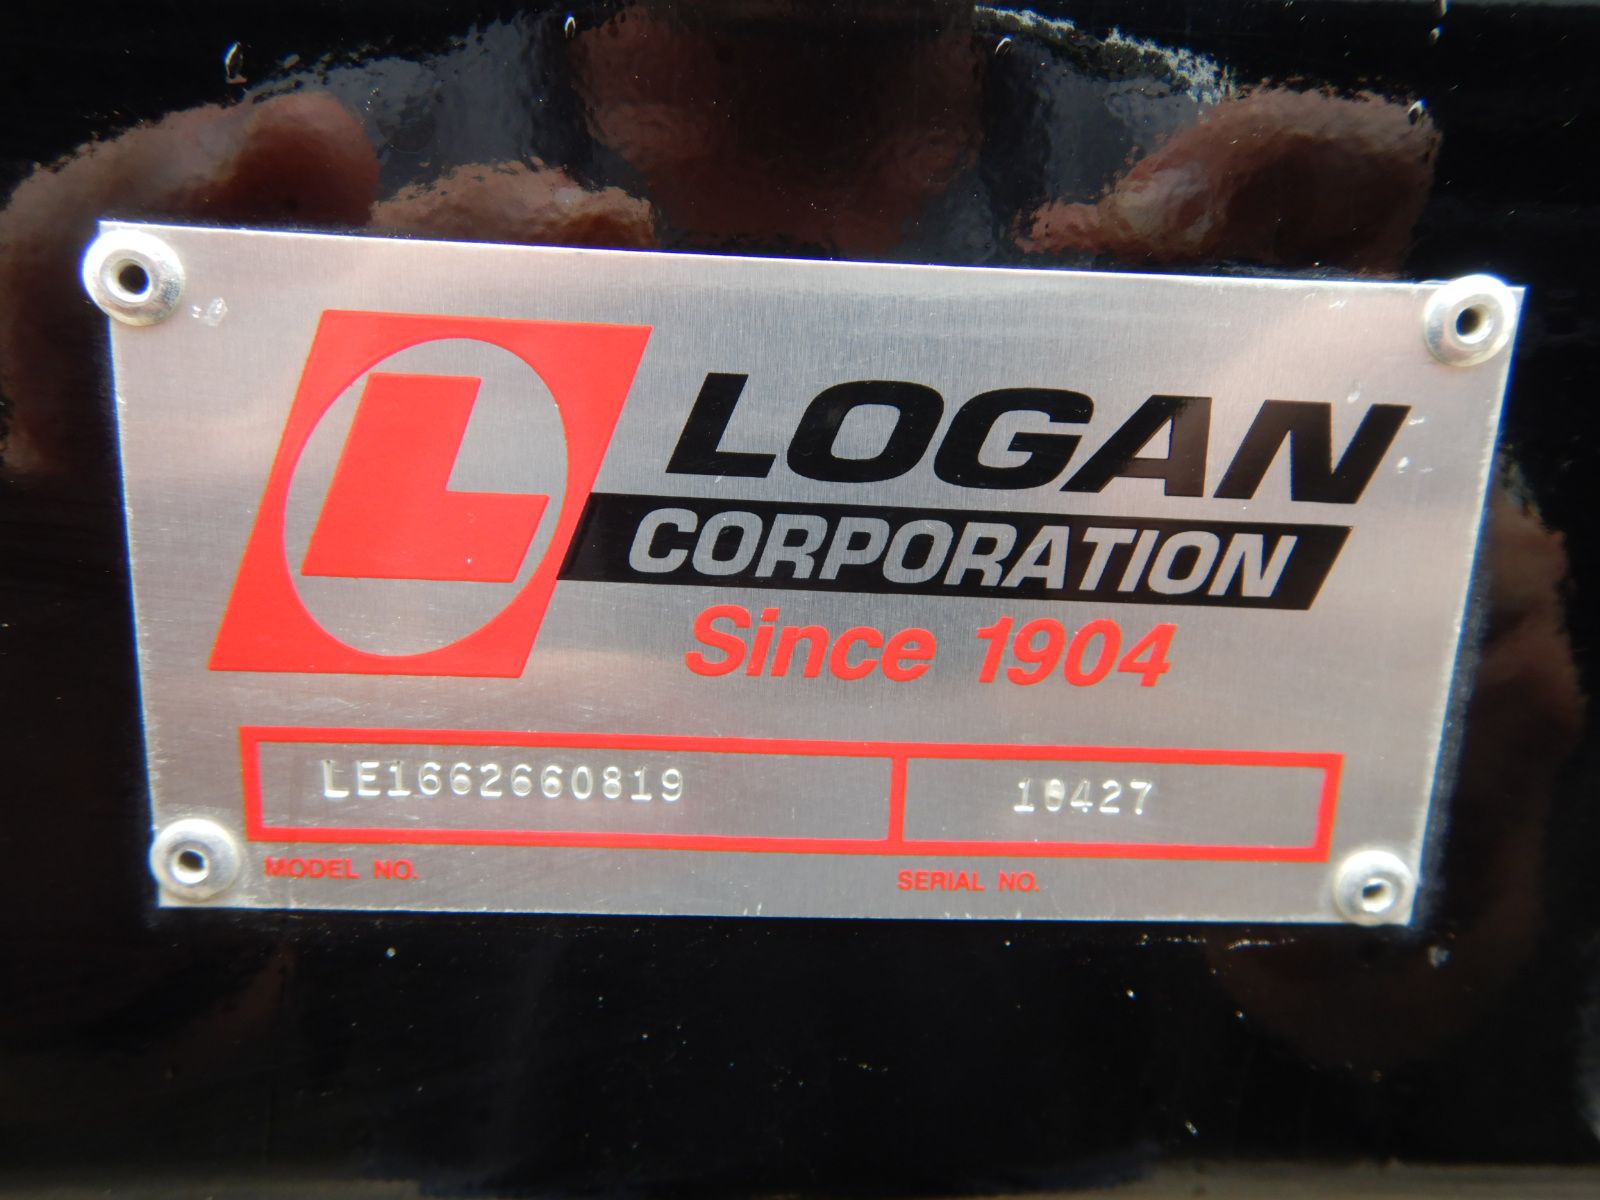 L
LOGAN
CORPORATION
Since 1904
LE1662660819 10427
MODEL NO. SERIAL NO.